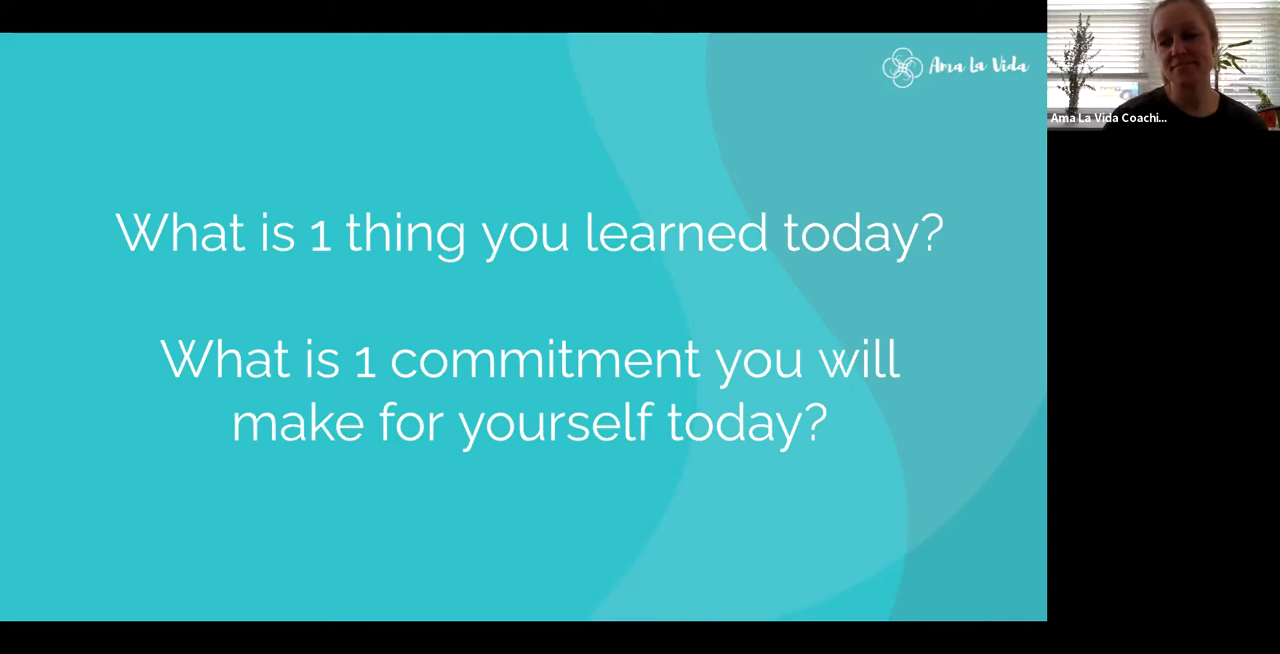 Ama La Vida
Ama La Vida Coachi...
What is 1 thing you learned today?
What is 1 commitment you will
make for yourself today?